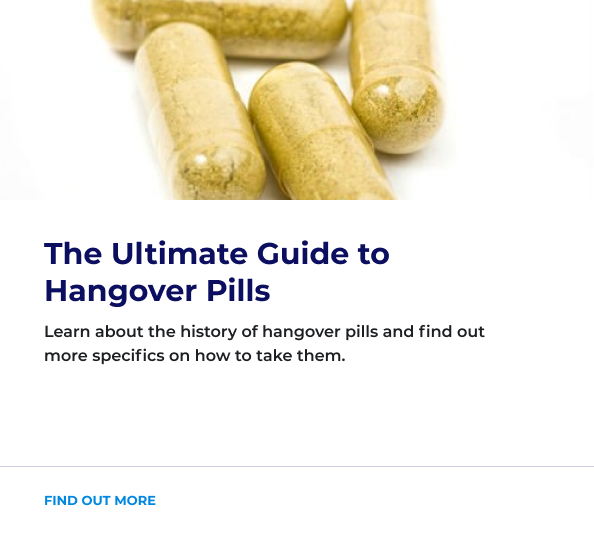 The Ultimate Guide to
Hangover Pills
Learn about the history of hangover pills and find out
more specifics on how to take them.
FIND OUT MORE